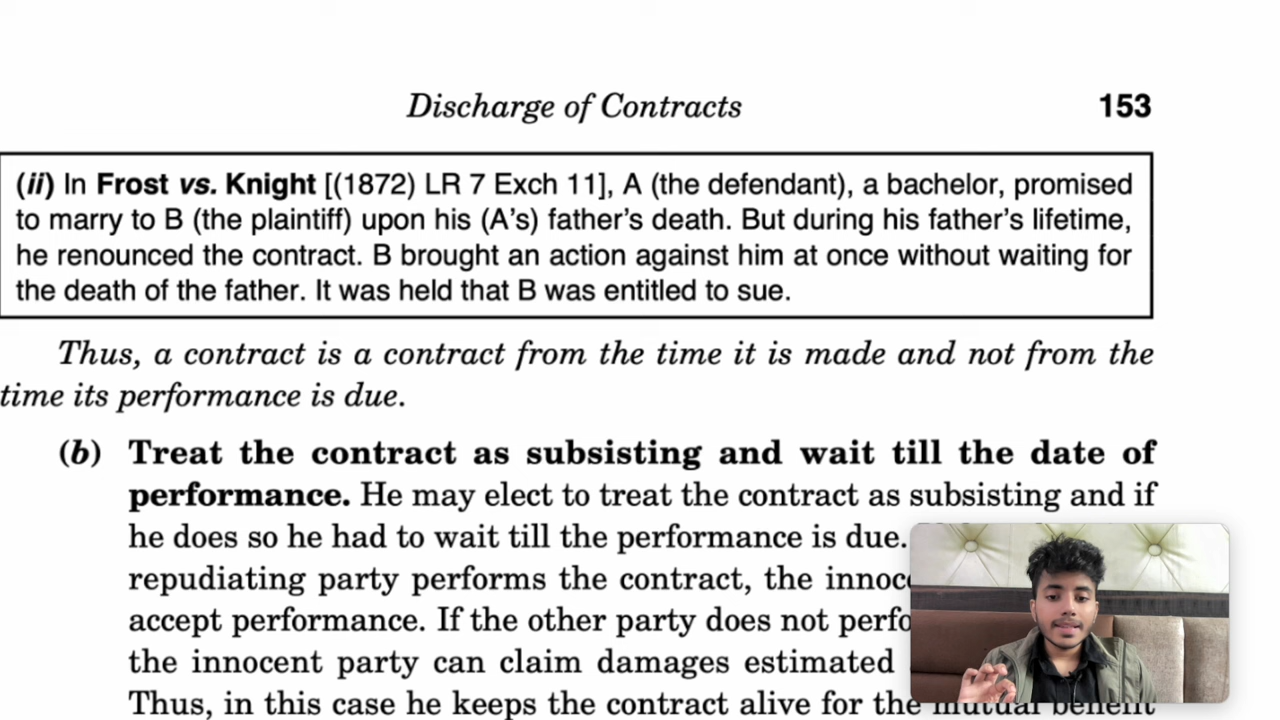 Discharge of Contracts 153
(ii) In Frost vs. Knight [(1872) LR 7 Exch 11], A (the defendant), a bachelor, promised
to marry to B (the plaintiff) upon his (A's) father's death. But during his father's lifetime,
he renounced the contract. B brought an action against him at once without waiting for
the death of the father. It was held that B was entitled to sue.
Thus, a contract is a contract from the time it is made and not from the
time its performance is due.
(b) Treat the contract as subsisting and wait till the date of
performance. He may elect to treat the contract as subsisting and if
he does so he had to wait till the performance is due.
repudiating party performs the contract, the
accept performance. If the other party does not
the innocent party can claim damages estimated
Thus, in this case he keeps the contract alive for the mutual benefit